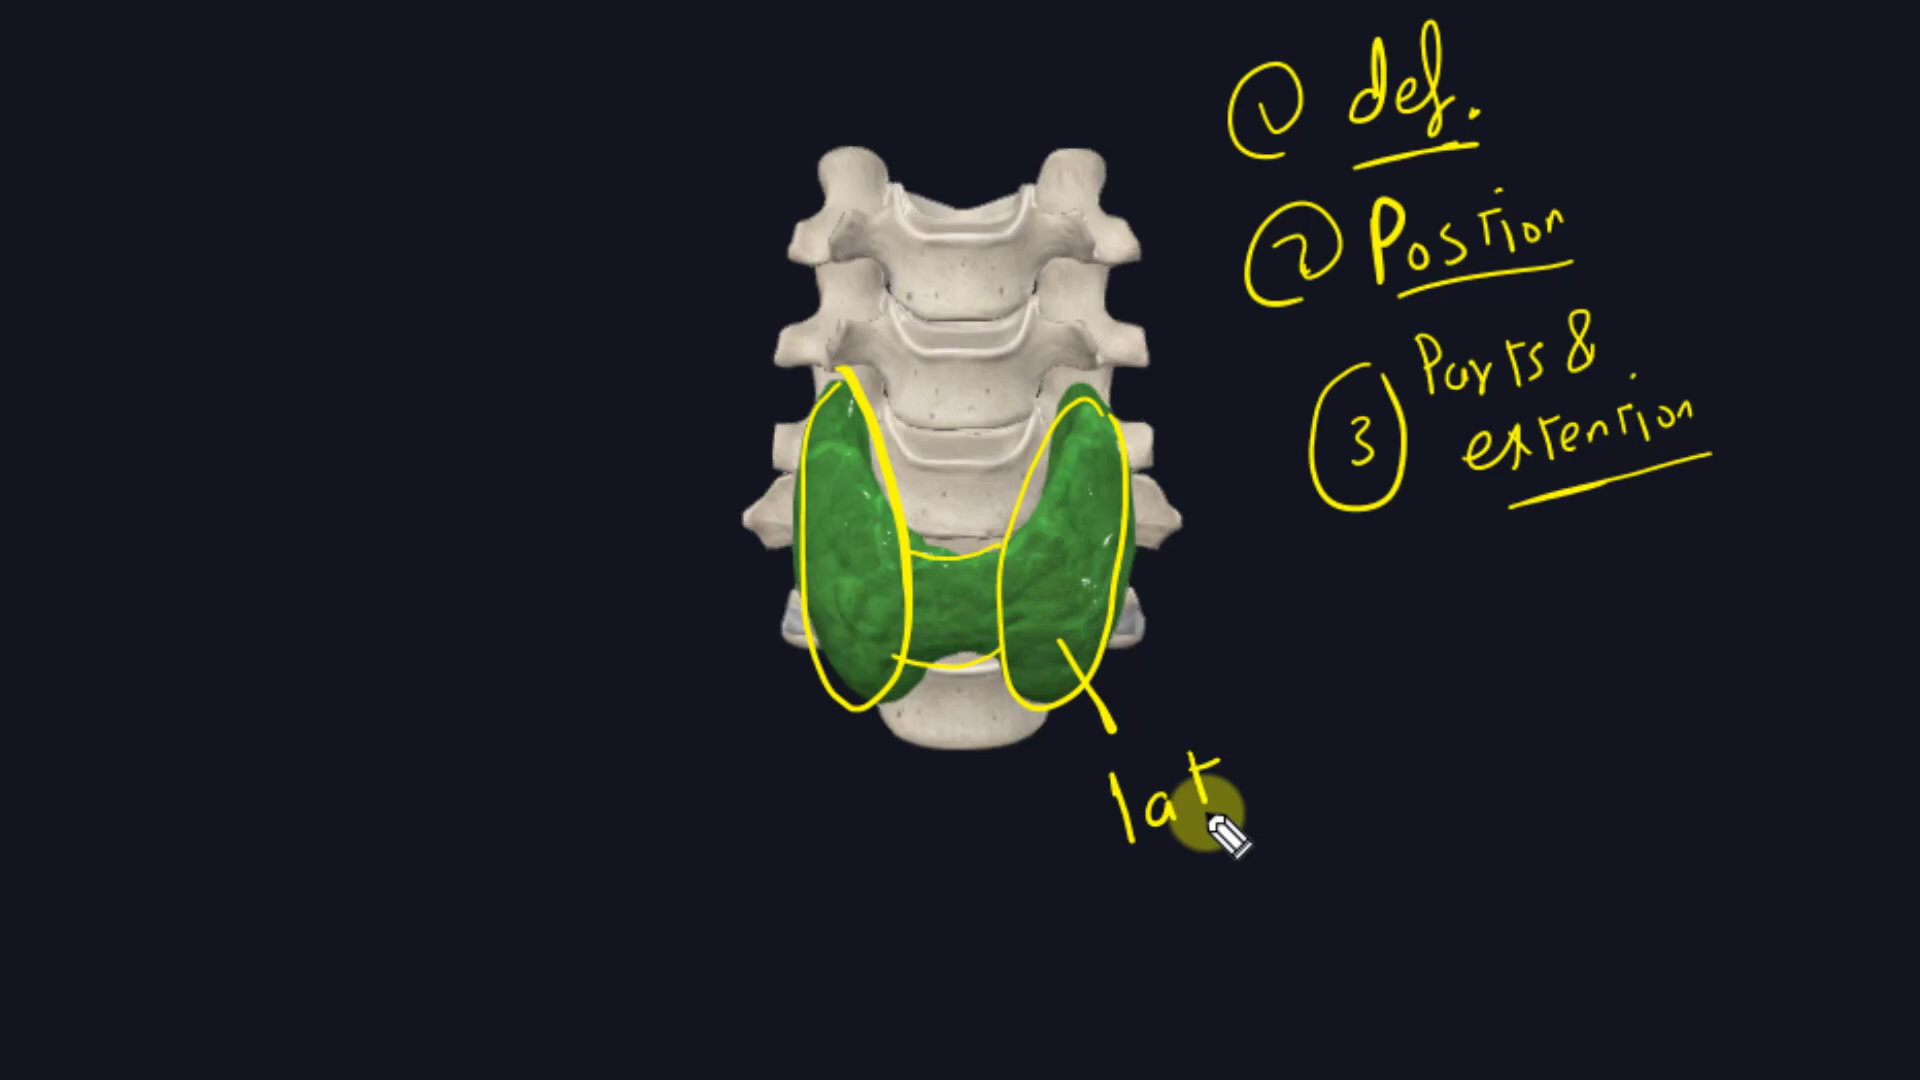 ① def.
② Postion
③ Parts &
extention
lat